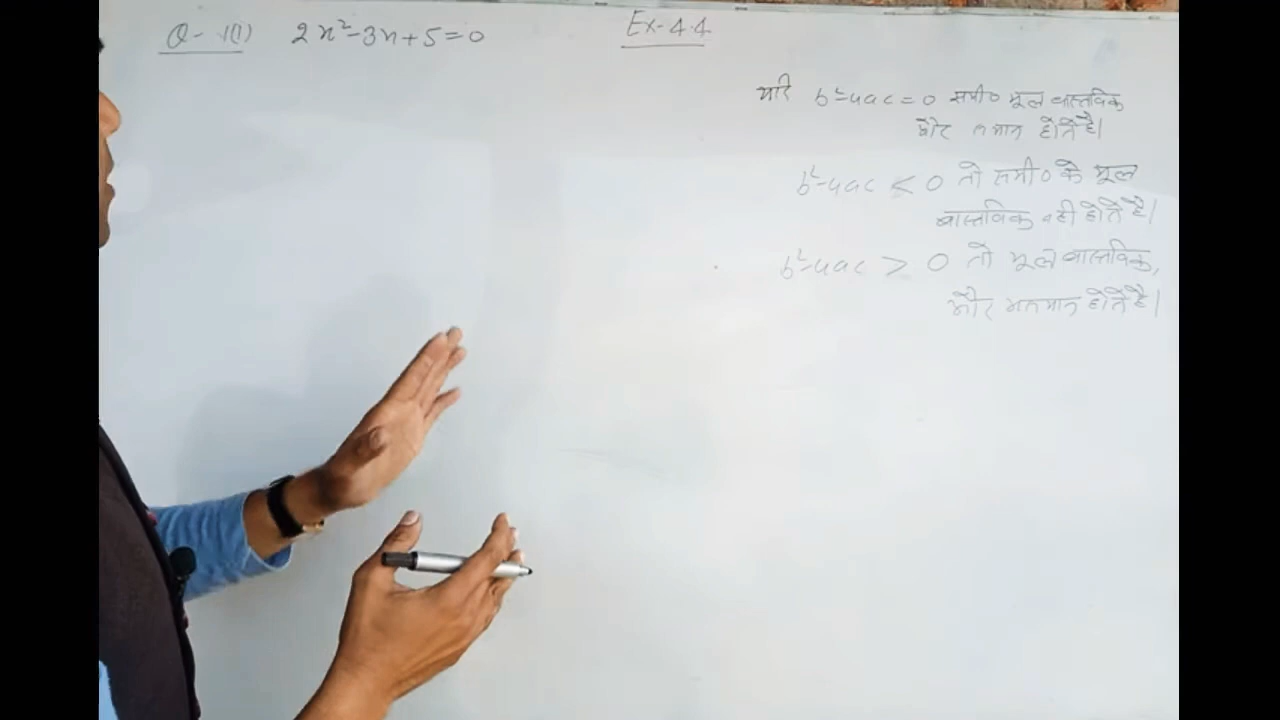 Q- 1(1) 2x²-3x+5=0 Ex-4.4
यदि b²-4ac=0 समी० मूल वास्तविक
और समान होते है।
b²-4ac < 0 तो समी० के मूल
वास्तविक नही होते है।
b²-4ac > 0 तो मूल वास्तविक,
और असमान होते है।